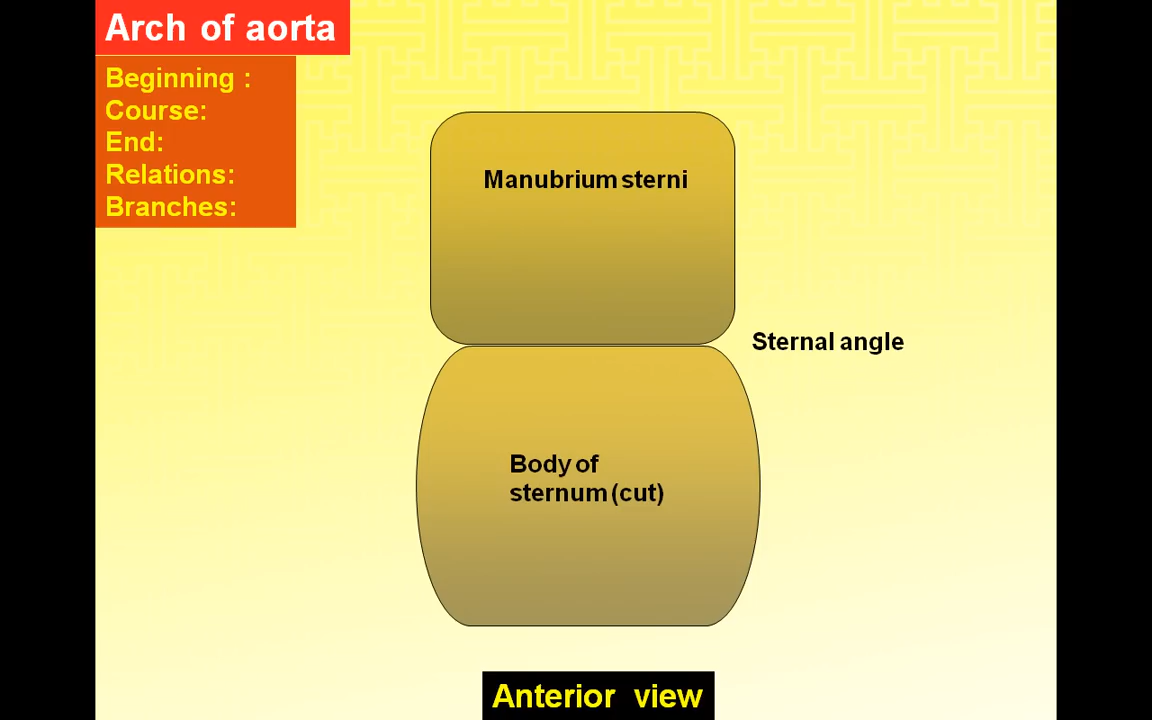 Arch of aorta
Beginning :
Course:
End:
Relations:
Branches:
Manubrium sterni
Sternal angle
Body of
sternum (cut)
Anterior view